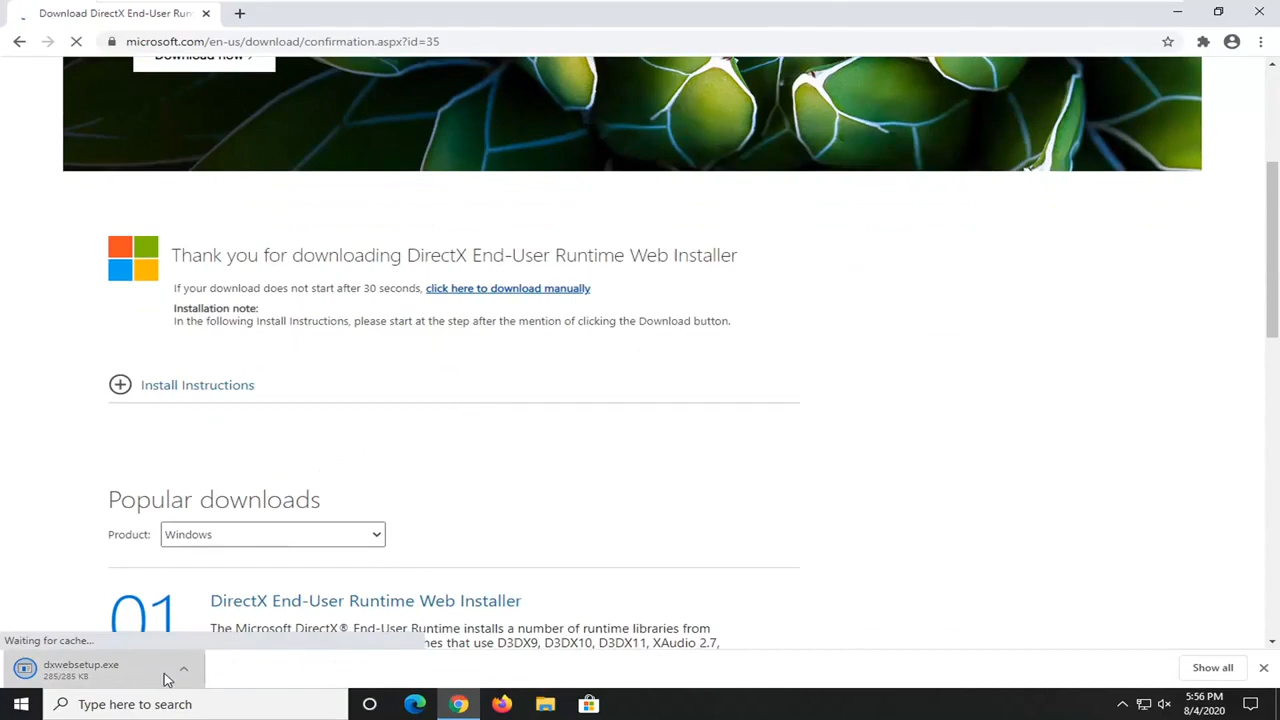 Download DirectX End-User Run
microsoft.com/en-us/download/confirmation.aspx?id=35
Download now
Thank you for downloading DirectX End-User Runtime Web Installer
If your download does not start after 30 seconds, click here to download manually
Installation note:
In the following Install Instructions, please start at the step after the mention of clicking the Download button.
Install Instructions
Popular downloads
Product: Windows
01 DirectX End-User Runtime Web Installer
The Microsoft DirectX® End-User Runtime installs a number of runtime libraries from
nes that use D3DX9, D3DX10, D3DX11, XAudio 2.7,
Waiting for cache...
dxwebsetup.exe
285/285 KB
Show all
Type here to search
5:56 PM
8/4/2020